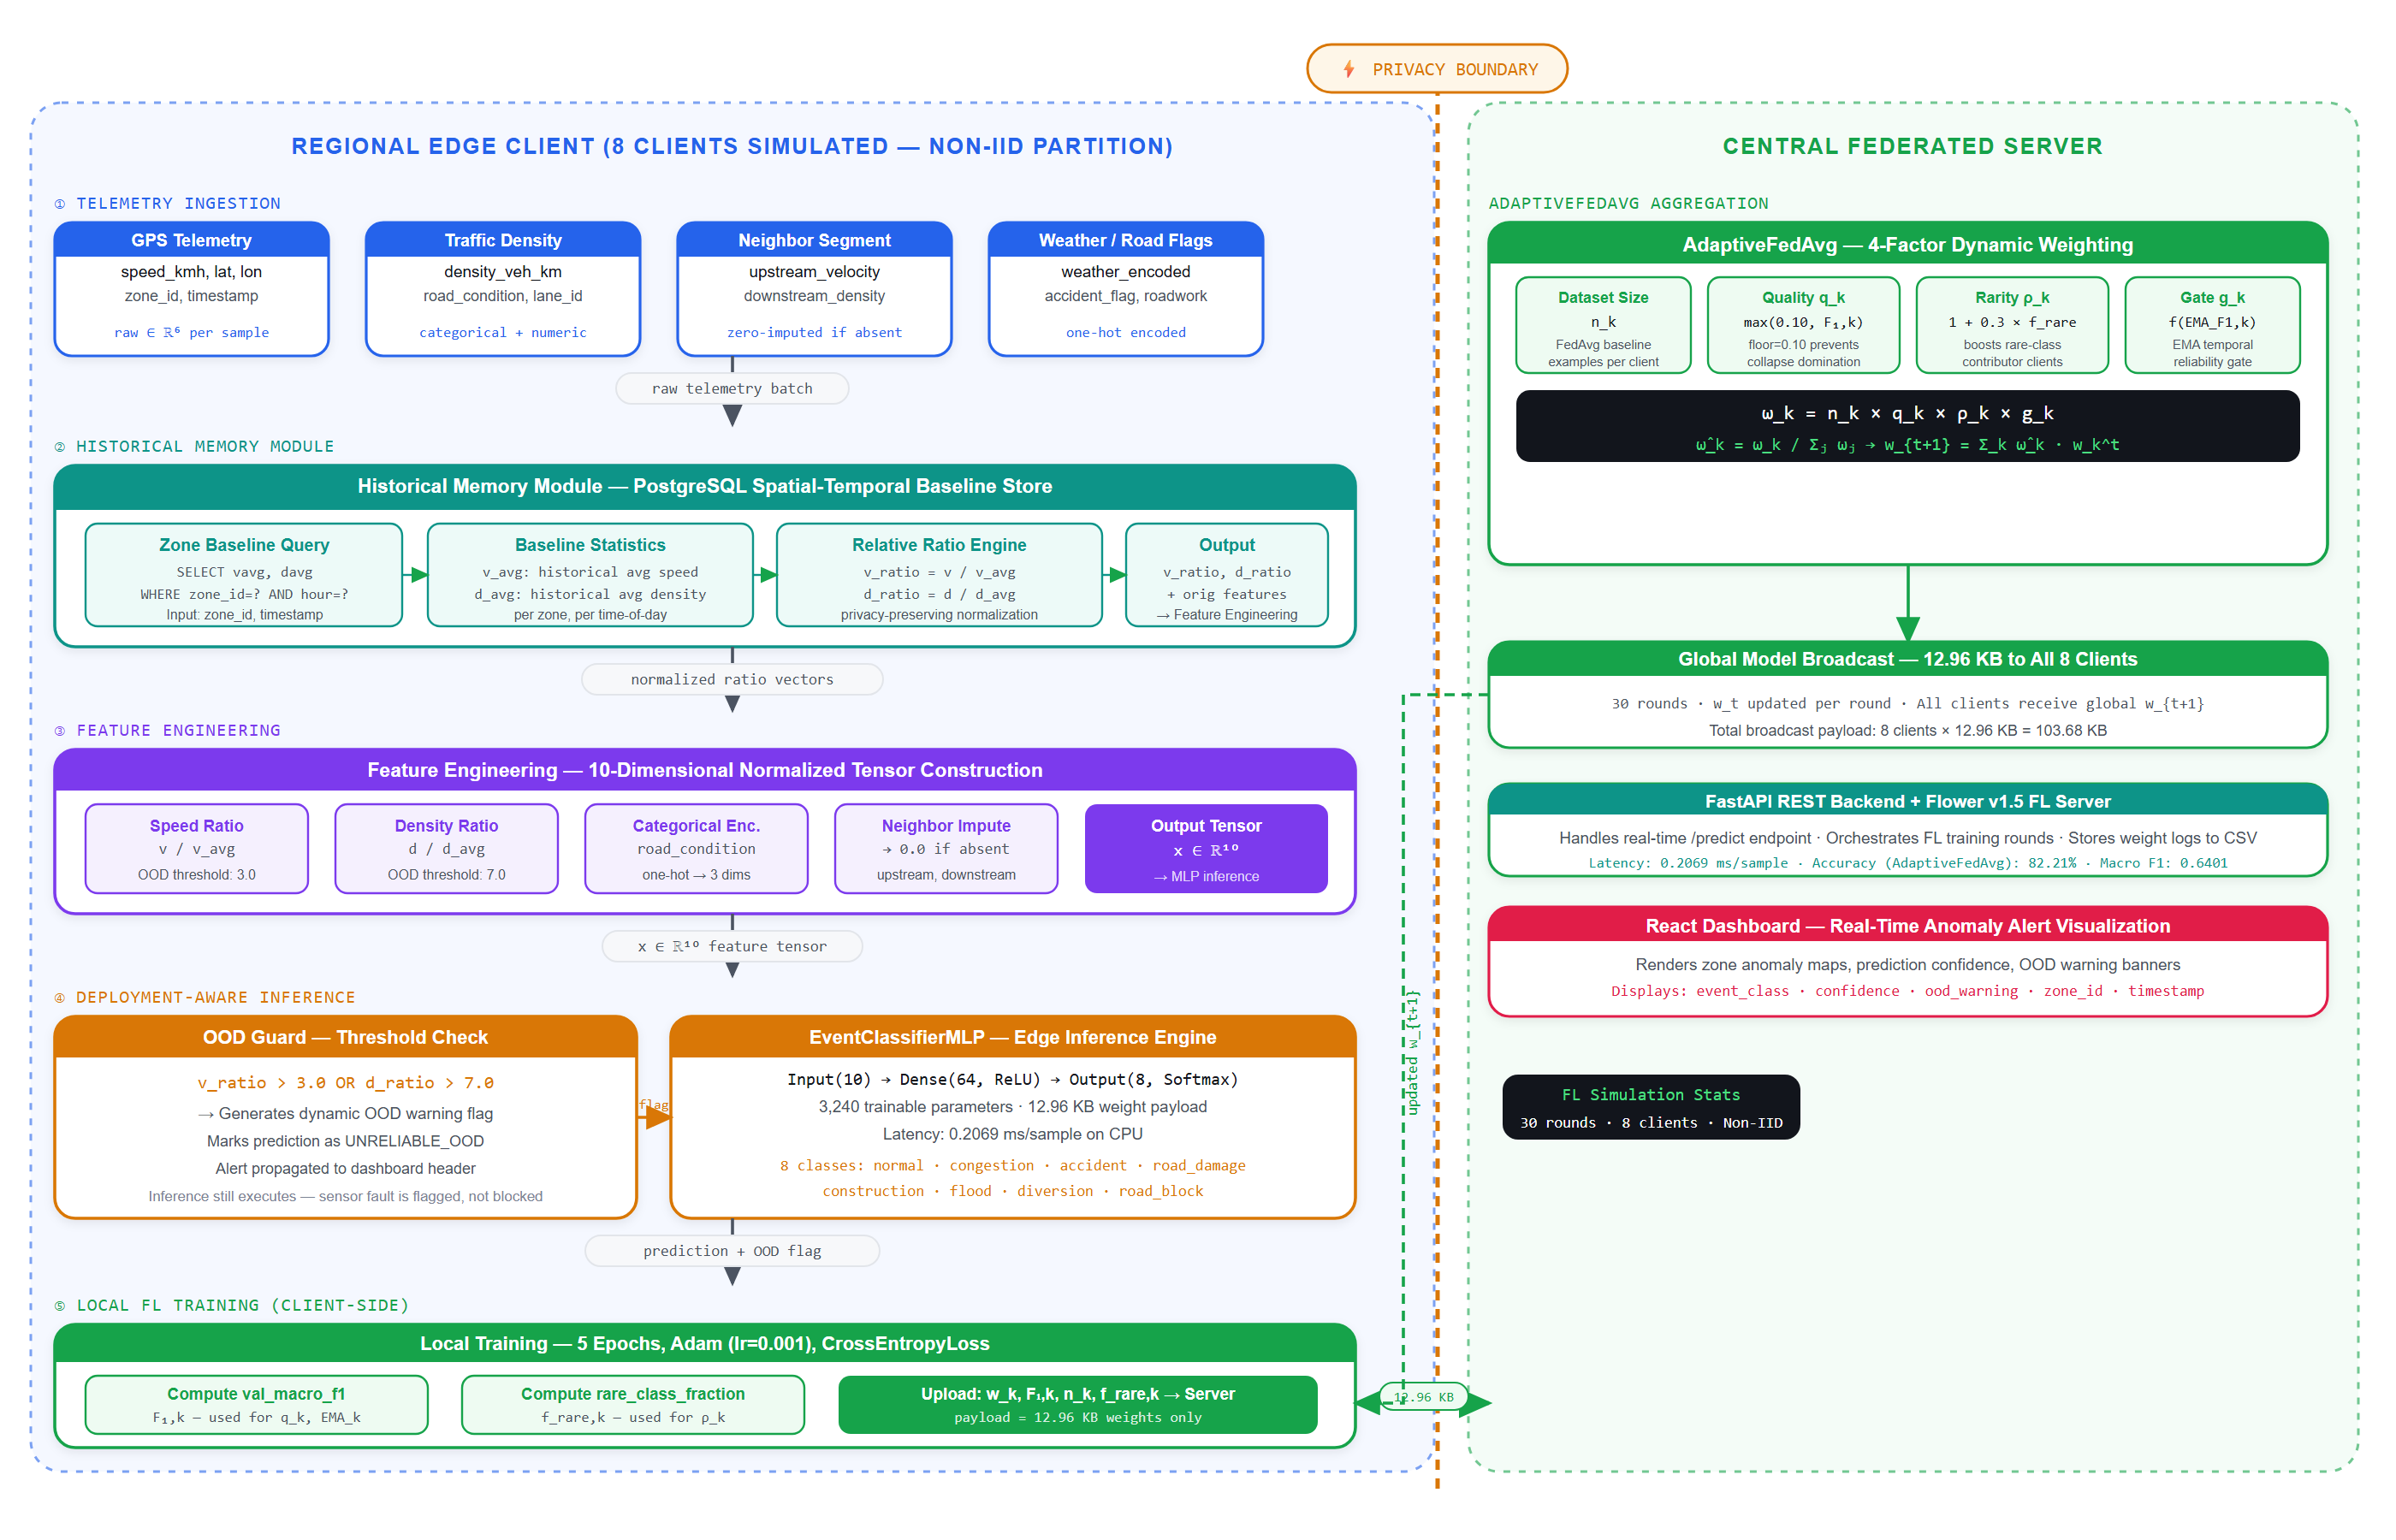 ⚡ PRIVACY BOUNDARY
REGIONAL EDGE CLIENT (8 CLIENTS SIMULATED — NON-IID PARTITION)
① TELEMETRY INGESTION
GPS Telemetry
speed_kmh, lat, lon
zone_id, timestamp
raw ∈ ℝ⁶ per sample
Traffic Density
density_veh_km
road_condition, lane_id
categorical + numeric
Neighbor Segment
upstream_velocity
downstream_density
zero-imputed if absent
Weather / Road Flags
weather_encoded
accident_flag, roadwork
one-hot encoded
raw telemetry batch
② HISTORICAL MEMORY MODULE
Historical Memory Module — PostgreSQL Spatial-Temporal Baseline Store
Zone Baseline Query
SELECT vavg, davg
WHERE zone_id=? AND hour=?
Input: zone_id, timestamp
Baseline Statistics
v_avg: historical avg speed
d_avg: historical avg density
per zone, per time-of-day
Relative Ratio Engine
v_ratio = v / v_avg
d_ratio = d / d_avg
privacy-preserving normalization
Output
v_ratio, d_ratio
+ orig features
→ Feature Engineering
normalized ratio vectors
③ FEATURE ENGINEERING
Feature Engineering — 10-Dimensional Normalized Tensor Construction
Speed Ratio
v / v_avg
OOD threshold: 3.0
Density Ratio
d / d_avg
OOD threshold: 7.0
Categorical Enc.
road_condition
one-hot → 3 dims
Neighbor Impute
→ 0.0 if absent
upstream, downstream
Output Tensor
x ∈ ℝ¹⁰
→ MLP inference
x ∈ ℝ¹⁰ feature tensor
④ DEPLOYMENT-AWARE INFERENCE
OOD Guard — Threshold Check
v_ratio > 3.0 OR d_ratio > 7.0
→ Generates dynamic OOD warning flag
Marks prediction as UNRELIABLE_OOD
Alert propagated to dashboard header
Inference still executes — sensor fault is flagged, not blocked
flag
EventClassifierMLP — Edge Inference Engine
Input(10) → Dense(64, ReLU) → Output(8, Softmax)
3,240 trainable parameters · 12.96 KB weight payload
Latency: 0.2069 ms/sample on CPU
8 classes: normal · congestion · accident · road_damage
construction · flood · diversion · road_block
prediction + OOD flag
⑤ LOCAL FL TRAINING (CLIENT-SIDE)
Local Training — 5 Epochs, Adam (lr=0.001), CrossEntropyLoss
Compute val_macro_f1
F₁,k — used for q_k, EMA_k
Compute rare_class_fraction
f_rare,k — used for ρ_k
Upload: w_k, F₁,k, n_k, f_rare,k → Server
payload = 12.96 KB weights only
updated w_{t+1}
12.96 KB
CENTRAL FEDERATED SERVER
ADAPTIVEFEDAVG AGGREGATION
AdaptiveFedAvg — 4-Factor Dynamic Weighting
Dataset Size
n_k
FedAvg baseline
examples per client
Quality q_k
max(0.10, F₁,k)
floor=0.10 prevents
collapse domination
Rarity ρ_k
1 + 0.3 × f_rare
boosts rare-class
contributor clients
Gate g_k
f(EMA_F1,k)
EMA temporal
reliability gate
ω_k = n_k × q_k × ρ_k × g_k
ω̂_k = ω_k / Σⱼ ωⱼ → w_{t+1} = Σ_k ω̂_k · w_k^t
Global Model Broadcast — 12.96 KB to All 8 Clients
30 rounds · w_t updated per round · All clients receive global w_{t+1}
Total broadcast payload: 8 clients × 12.96 KB = 103.68 KB
FastAPI REST Backend + Flower v1.5 FL Server
Handles real-time /predict endpoint · Orchestrates FL training rounds · Stores weight logs to CSV
Latency: 0.2069 ms/sample · Accuracy (AdaptiveFedAvg): 82.21% · Macro F1: 0.6401
React Dashboard — Real-Time Anomaly Alert Visualization
Renders zone anomaly maps, prediction confidence, OOD warning banners
Displays: event_class · confidence · ood_warning · zone_id · timestamp
FL Simulation Stats
30 rounds · 8 clients · Non-IID